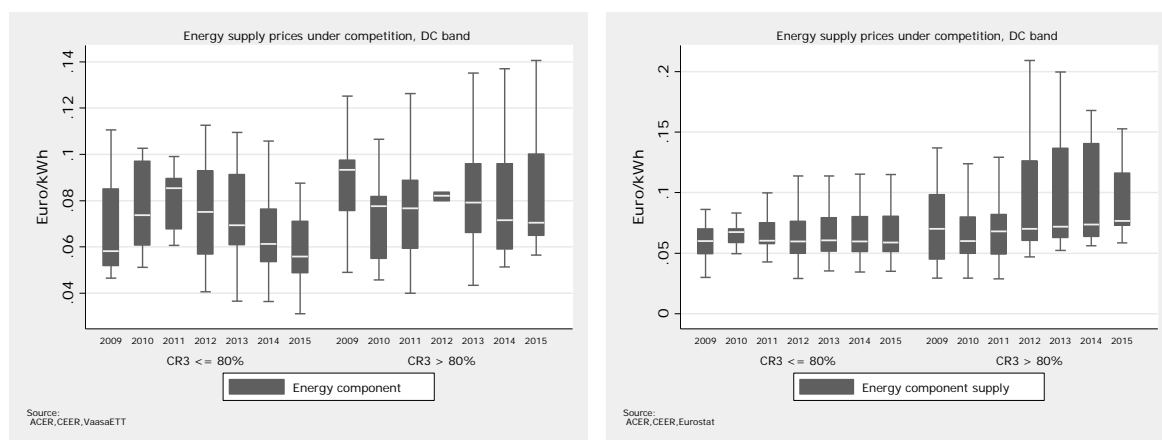 Energy supply prices under competition, DC band
.14
.12
.1
.08
.06
.04
Euro/kWh
2009 2010 2011 2012 2013 2014 2015 2009 2010 2011 2012 2013 2014 2015
CR3 <= 80% CR3 > 80%
Energy component
Source:
ACER,CEER,VaasaETT
Energy supply prices under competition, DC band
.2
.15
.1
.05
0
Euro/kWh
2009 2010 2011 2012 2013 2014 2015 2009 2010 2011 2012 2013 2014 2015
CR3 <= 80% CR3 > 80%
Energy component supply
Source:
ACER,CEER,Eurostat